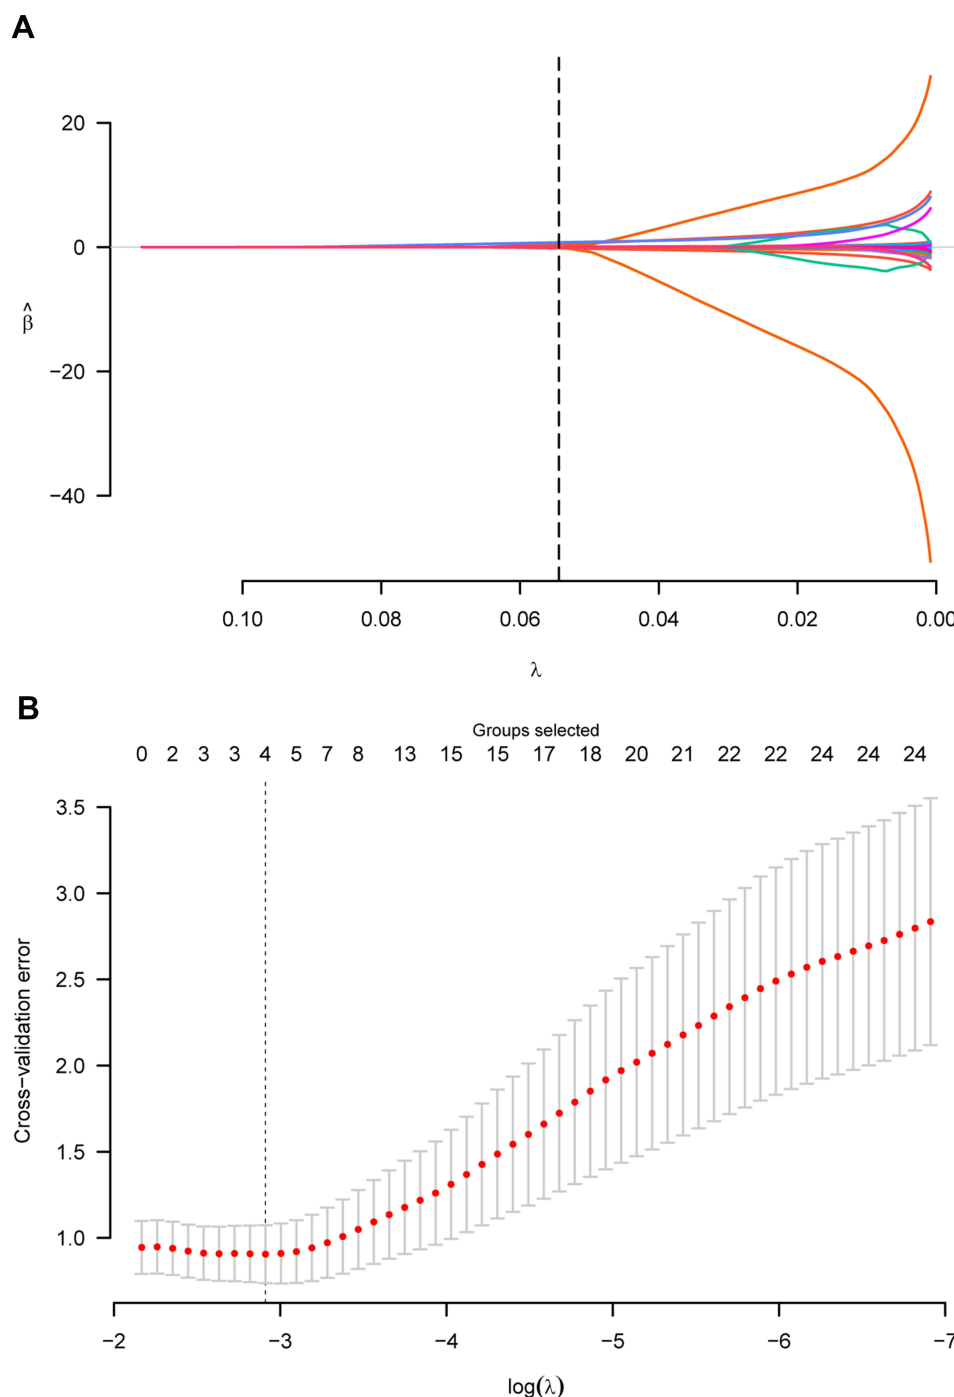 A
20
0
−20
−40
β̂
0.10 0.08 0.06 0.04 0.02 0.00
λ
B
Groups selected
0 2 3 3 4 5 7 8 13 15 15 17 18 20 21 22 22 24 24 24
3.5
3.0
2.5
2.0
1.5
1.0
Cross−validation error
−2 −3 −4 −5 −6 −7
log(λ)